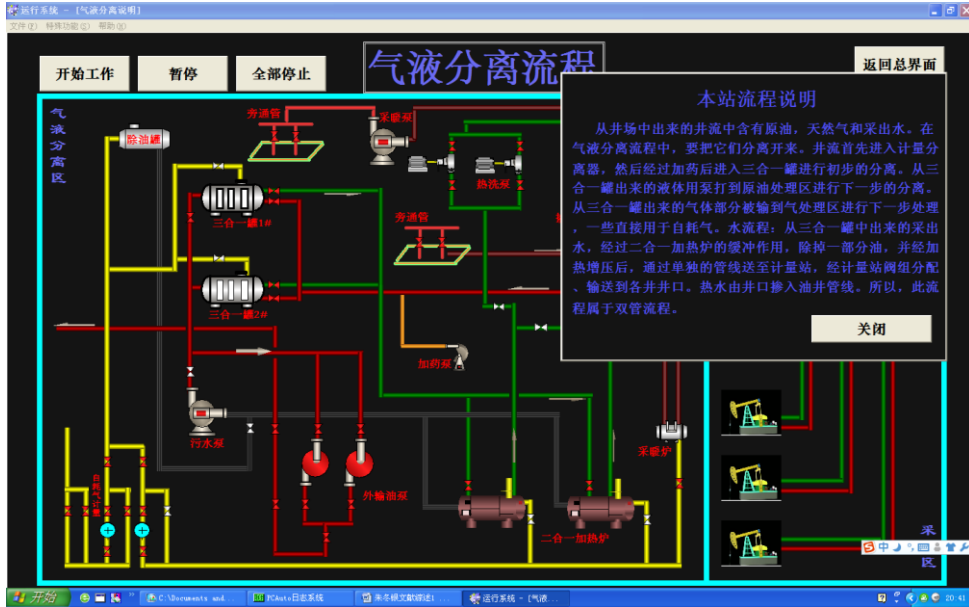 运行系统 - [气液分离说明]
文件(F) 特殊功能(S) 帮助(H)
开始工作
暂停
全部停止
气液分离流程
返回总界面
气液分离区
除油罐
旁通管
采暖泵
热洗泵
三合一罐1#
旁通管
三合一罐2#
加药泵
污水泵
外输油泵
采暖炉
二合一加热炉
采
区
本站流程说明
从井场中出来的井流中含有原油，天然气和采出水。在
气液分离流程中，要把它们分离开来。井流首先进入计量分
离器，然后经过加药后进入三合一罐进行初步的分离。从三
合一罐出来的液体用泵打到原油处理区进行下一步的分离。
从三合一罐出来的气体部分被输到气处理区进行下一步处理
，一些直接用于自耗气。水流程：从三合一罐中出来的采出
水，经过二合一加热炉的缓冲作用，除掉一部分油，并经加
热增压后，通过单独的管线送至计量站，经计量站阀组分配
、输送到各井井口。热水由井口掺入油井管线。所以，此流
程属于双管流程。
关闭
中
开始
C:\Documents and...
PCAuto日志系统
朱冬根文献综述1 ...
运行系统 - [气液...
20:41